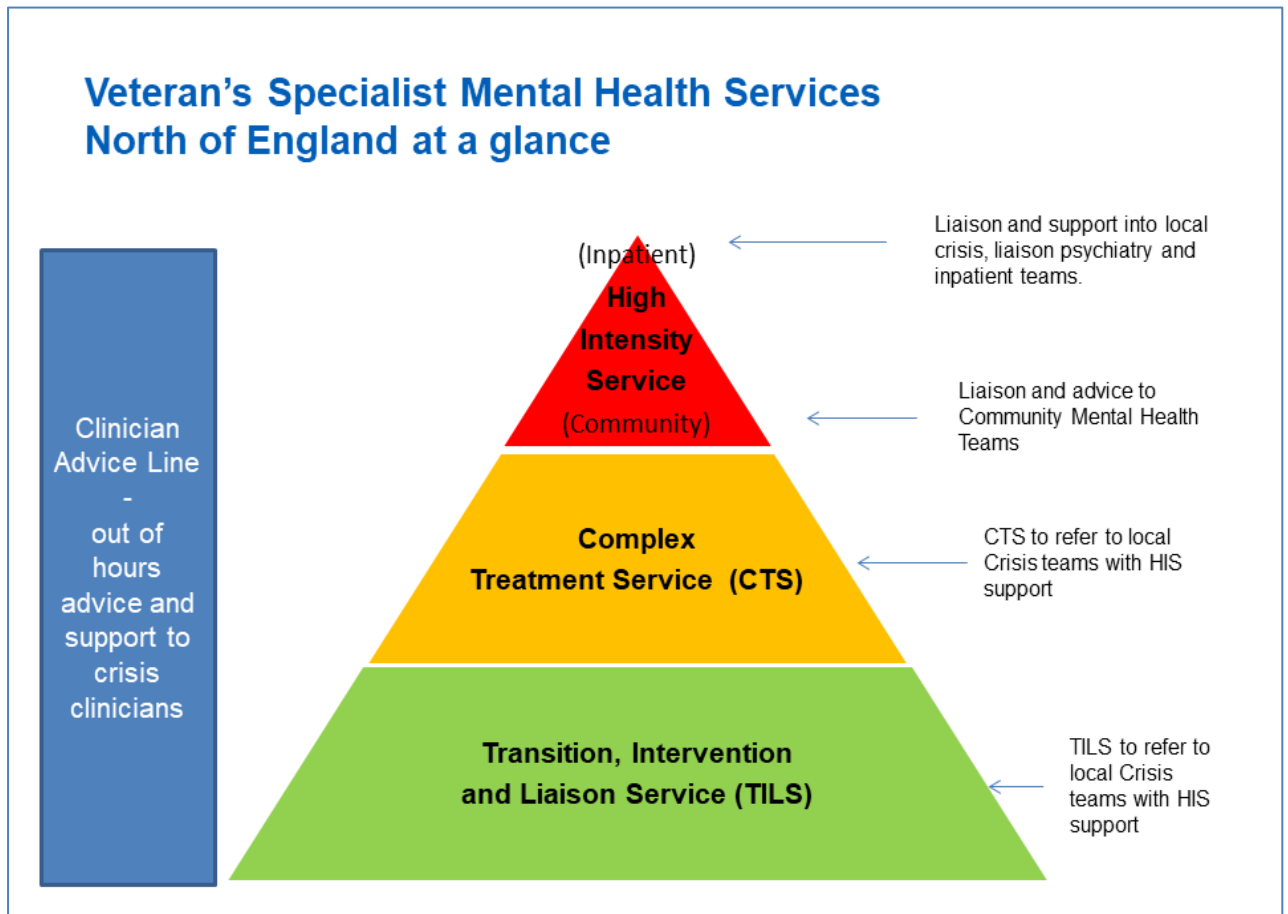 Veteran’s Specialist Mental Health Services
North of England at a glance
Clinician
Advice Line
-
out of
hours
advice and
support to
crisis
clinicians
(Inpatient)
High
Intensity
Service
(Community)
Complex
Treatment Service (CTS)
Transition, Intervention
and Liaison Service (TILS)
Liaison and support into local
crisis, liaison psychiatry and
inpatient teams.
Liaison and advice to
Community Mental Health
Teams
CTS to refer to local
Crisis teams with HIS
support
TILS to refer to
local Crisis
teams with HIS
support